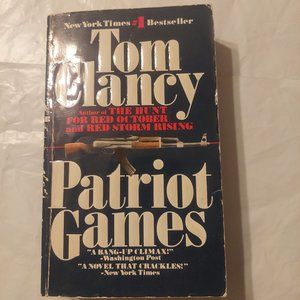 New York Times #1 Bestseller
Tom
Clancy
Author of THE HUNT
FOR RED OCTOBER
and RED STORM RISING
Patriot
Games
"A BANG-UP CLIMAX!"
-Washington Post
"A NOVEL THAT CRACKLES!"
-New York Times